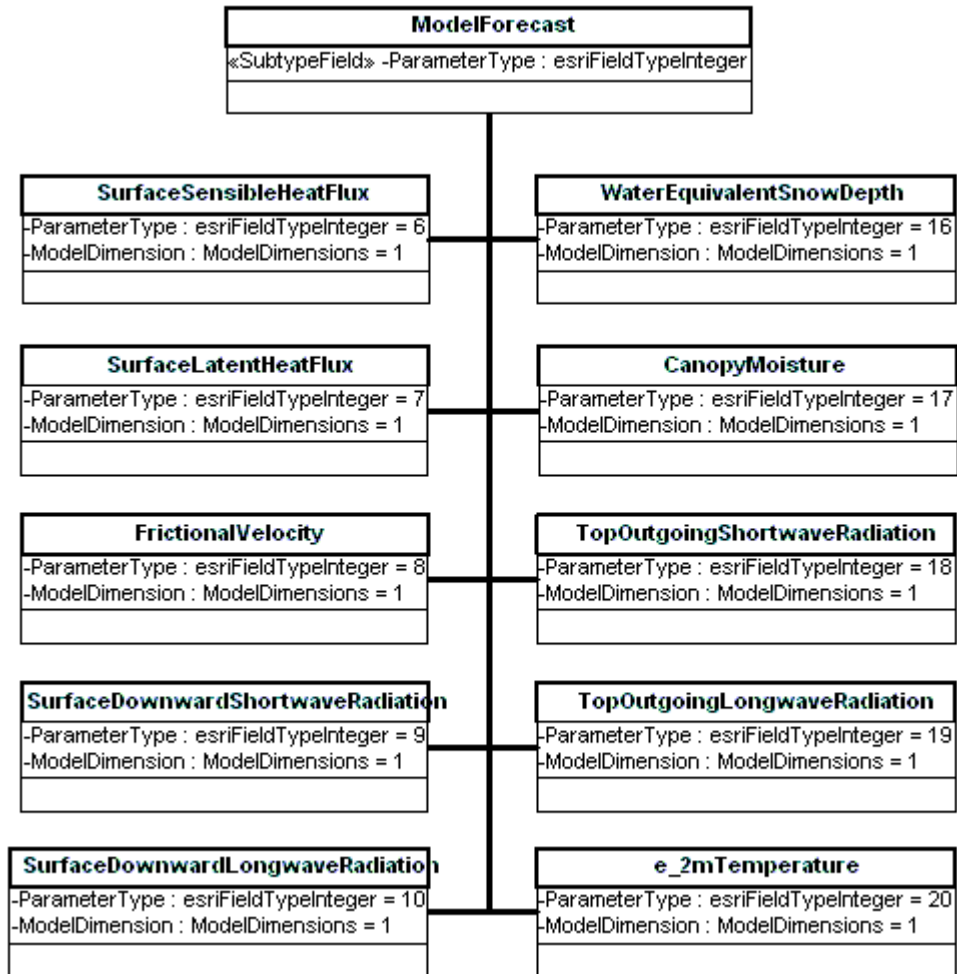 ModelForecast
«SubtypeField» -ParameterType : esriFieldTypeInteger
SurfaceSensibleHeatFlux
-ParameterType : esriFieldTypeInteger = 6
-ModelDimension : ModelDimensions = 1
WaterEquivalentSnowDepth
-ParameterType : esriFieldTypeInteger = 16
-ModelDimension : ModelDimensions = 1
SurfaceLatentHeatFlux
-ParameterType : esriFieldTypeInteger = 7
-ModelDimension : ModelDimensions = 1
CanopyMoisture
-ParameterType : esriFieldTypeInteger = 17
-ModelDimension : ModelDimensions = 1
FrictionalVelocity
-ParameterType : esriFieldTypeInteger = 8
-ModelDimension : ModelDimensions = 1
TopOutgoingShortwaveRadiation
-ParameterType : esriFieldTypeInteger = 18
-ModelDimension : ModelDimensions = 1
SurfaceDownwardShortwaveRadiation
-ParameterType : esriFieldTypeInteger = 9
-ModelDimension : ModelDimensions = 1
TopOutgoingLongwaveRadiation
-ParameterType : esriFieldTypeInteger = 19
-ModelDimension : ModelDimensions = 1
SurfaceDownwardLongwaveRadiation
-ParameterType : esriFieldTypeInteger = 10
-ModelDimension : ModelDimensions = 1
e_2mTemperature
-ParameterType : esriFieldTypeInteger = 20
-ModelDimension : ModelDimensions = 1